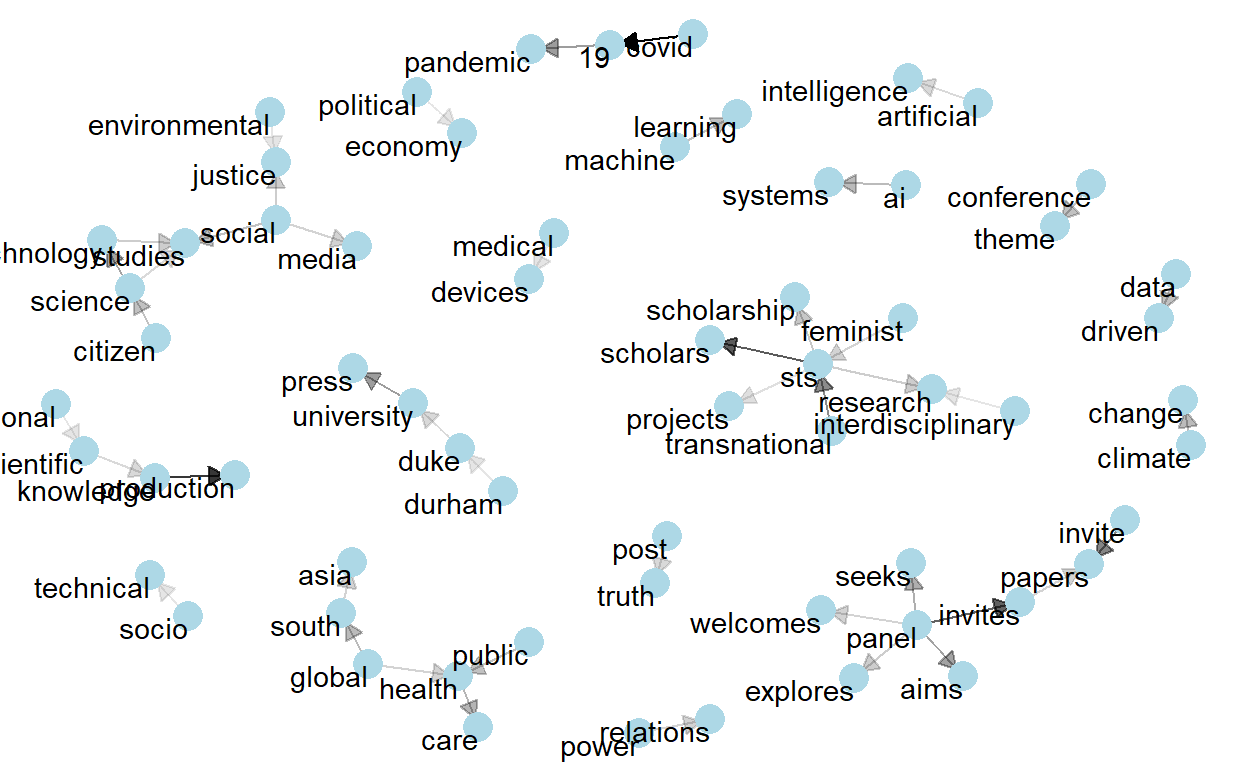 covid
19
pandemic
political
economy
environmental
justice
social
media
hnology
studies
science
citizen
intelligence
artificial
learning
machine
systems
ai
conference
theme
medical
devices
data
driven
scholarship
feminist
scholars
sts
research
projects
interdisciplinary
transnational
change
climate
press
university
duke
durham
onal
ientific
knowledge
production
technical
socio
asia
south
global
public
health
care
post
truth
invite
papers
seeks
invites
welcomes
panel
explores
aims
relations
power